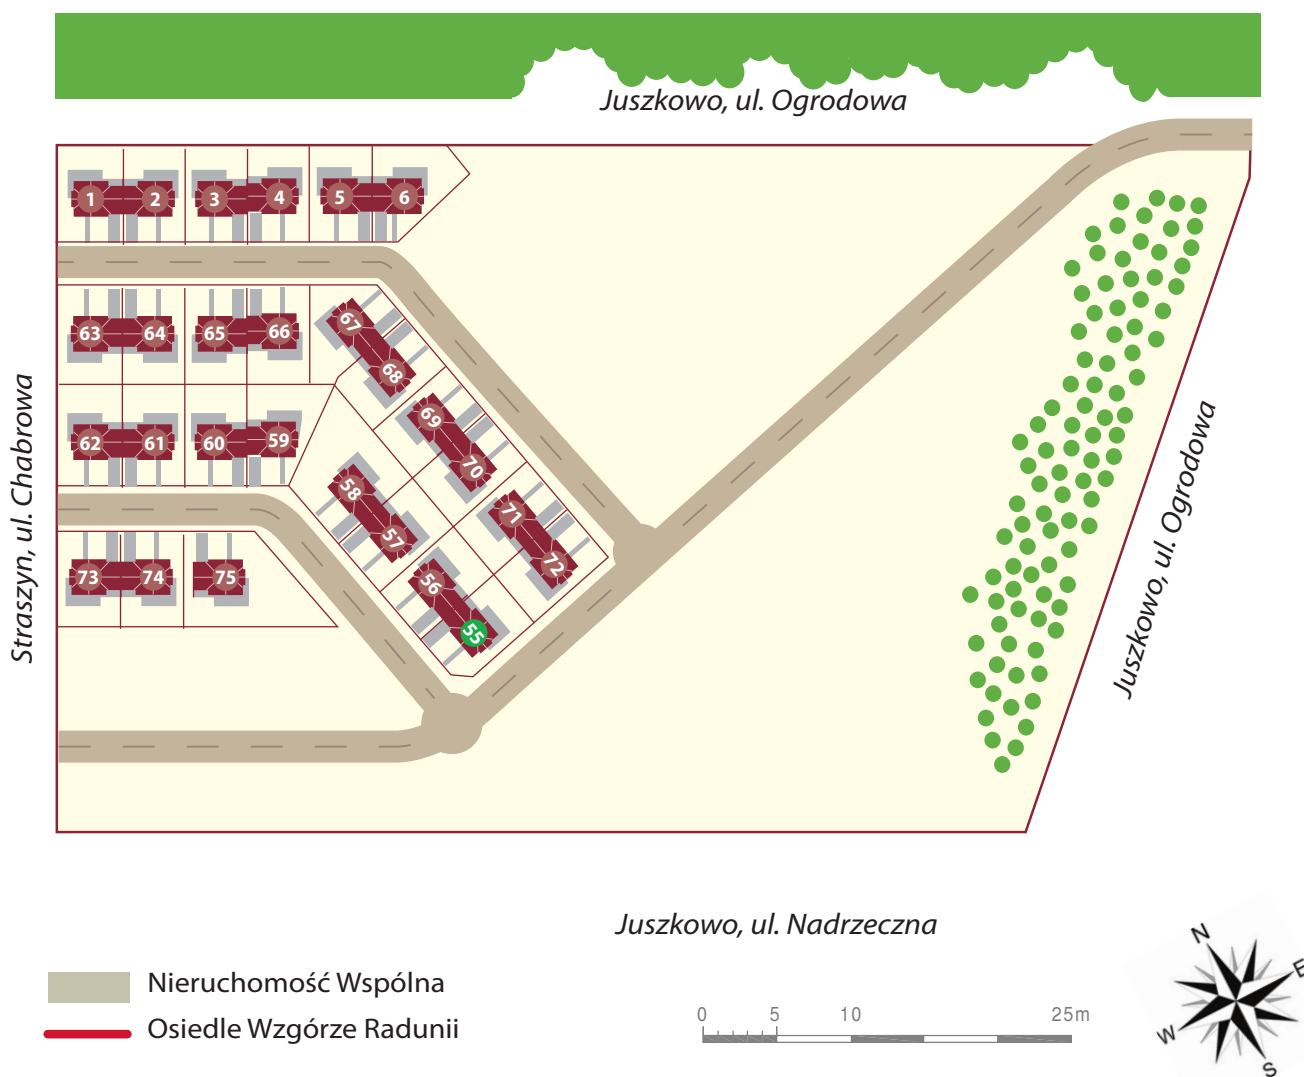 Juszkowo, ul. Ogrodowa
1 2 3 4 5 6
63 64 65 66 67
68
62 61 60 59 69
70
58 71
57 72
73 74 75 56
55
Straszyn, ul. Chabrowa
Juszkowo, ul. Ogrodowa
Juszkowo, ul. Nadrzeczna
Nieruchomość Wspólna
Osiedle Wzgórze Radunii
0 5 10 25m
N
E
W
S